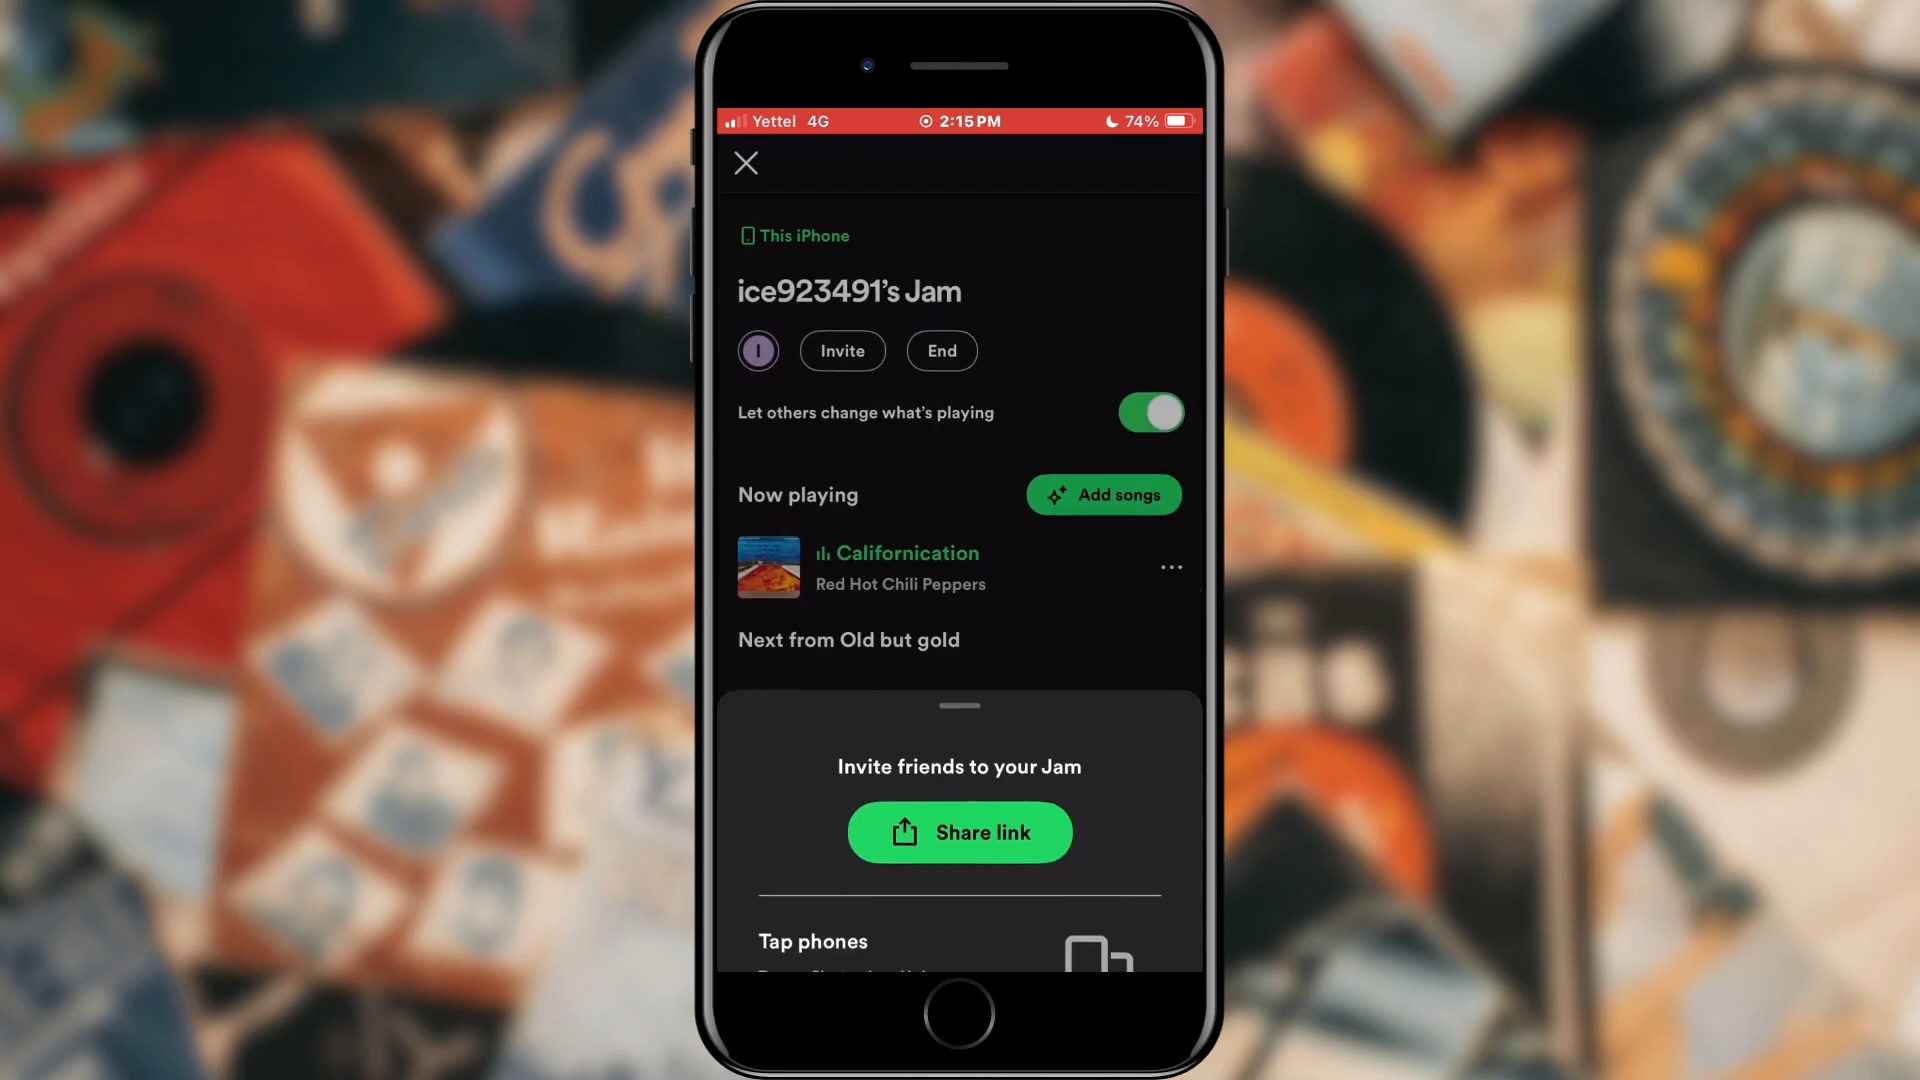 Yettel 4G 2:15 PM 74%
This iPhone
ice923491's Jam
I Invite End
Let others change what's playing
Now playing Add songs
Californication
Red Hot Chili Peppers
Next from Old but gold
Invite friends to your Jam
Share link
Tap phones